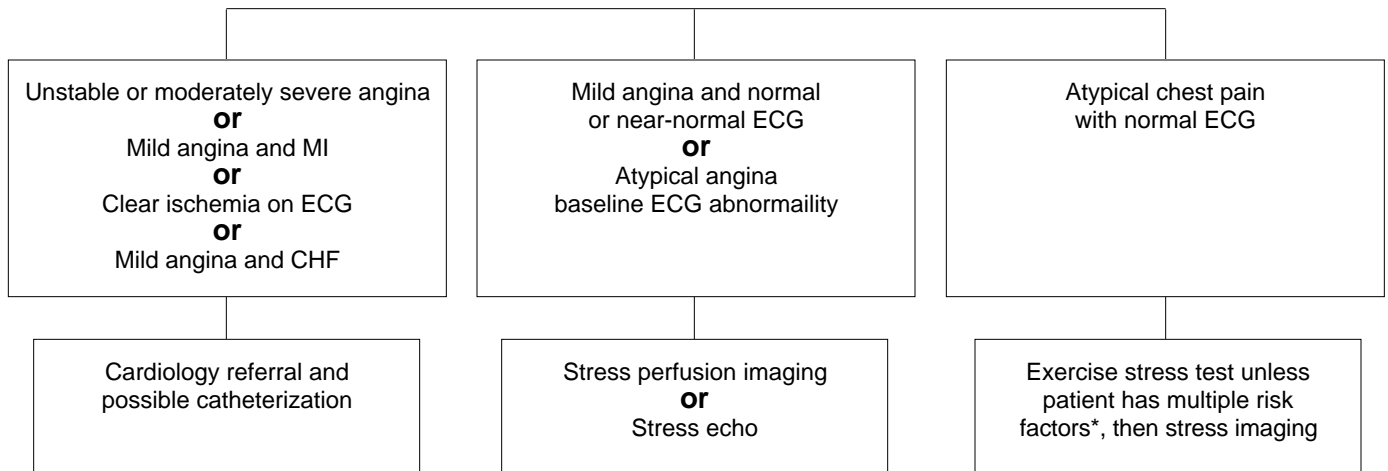 Unstable or moderately severe angina
or
Mild angina and MI
or
Clear ischemia on ECG
or
Mild angina and CHF
Mild angina and normal
or near-normal ECG
or
Atypical angina
baseline ECG abnormaility
Atypical chest pain
with normal ECG
Cardiology referral and
possible catheterization
Stress perfusion imaging
or
Stress echo
Exercise stress test unless
patient has multiple risk
factors*, then stress imaging